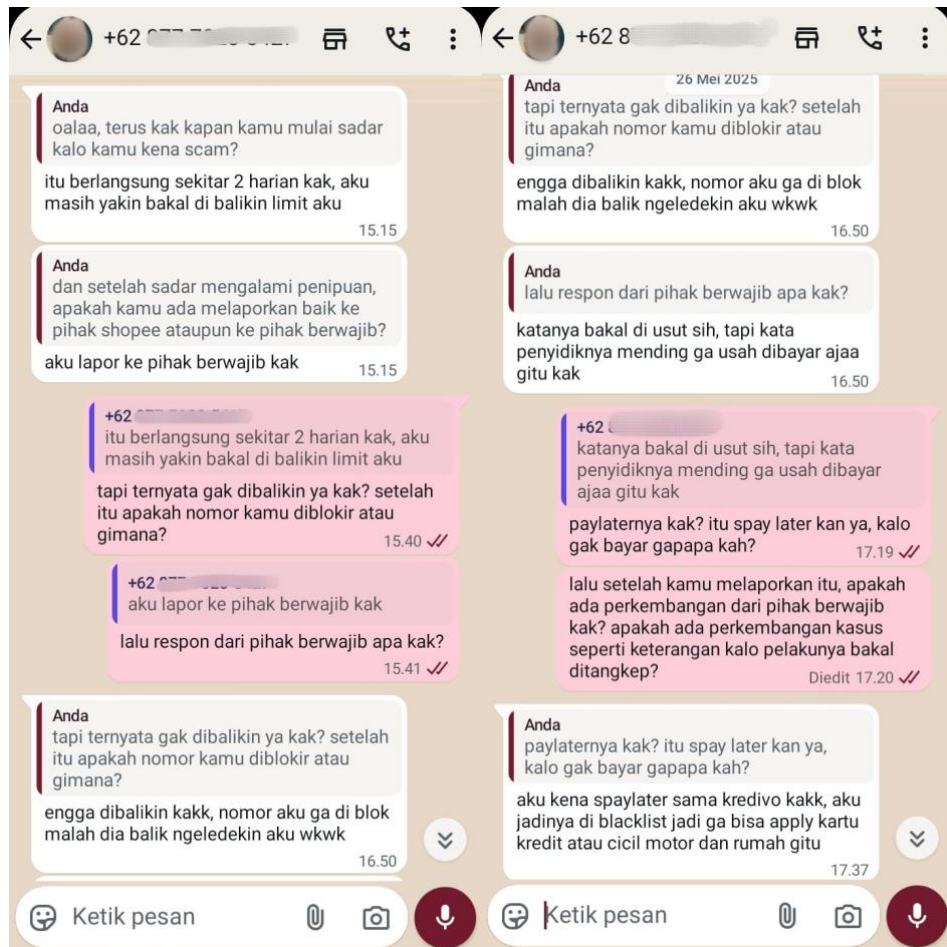 +62
Anda
oalaa, terus kak kapan kamu mulai sadar
kalo kamu kena scam?
itu berlangsung sekitar 2 harian kak, aku
masih yakin bakal di balikin limit aku
15.15
Anda
dan setelah sadar mengalami penipuan,
apakah kamu ada melaporkan baik ke
pihak shopee ataupun ke pihak berwajib?
aku lapor ke pihak berwajib kak
15.15
+62
itu berlangsung sekitar 2 harian kak, aku
masih yakin bakal di balikin limit aku
tapi ternyata gak dibalikin ya kak? setelah
itu apakah nomor kamu diblokir atau
gimana?
15.40
+62
aku lapor ke pihak berwajib kak
lalu respon dari pihak berwajib apa kak?
15.41
Anda
tapi ternyata gak dibalikin ya kak? setelah
itu apakah nomor kamu diblokir atau
gimana?
engga dibalikin kakk, nomor aku ga di blok
malah dia balik ngeledekin aku wkwk
16.50
Ketik pesan
+62 8
26 Mei 2025
Anda
tapi ternyata gak dibalikin ya kak? setelah
itu apakah nomor kamu diblokir atau
gimana?
engga dibalikin kakk, nomor aku ga di blok
malah dia balik ngeledekin aku wkwk
16.50
Anda
lalu respon dari pihak berwajib apa kak?
katanya bakal di usut sih, tapi kata
penyidiknya mending ga usah dibayar ajaa
gitu kak
16.50
+62
katanya bakal di usut sih, tapi kata
penyidiknya mending ga usah dibayar
ajaa gitu kak
paylaternya kak? itu spay later kan ya, kalo
gak bayar gapapa kah?
17.19
lalu setelah kamu melaporkan itu, apakah
ada perkembangan dari pihak berwajib
kak? apakah ada perkembangan kasus
seperti keterangan kalo pelakunya bakal
ditangkep?
Diedit 17.20
Anda
paylaternya kak? itu spay later kan ya,
kalo gak bayar gapapa kah?
aku kena spaylater sama kredivo kakk, aku
jadinya di blacklist jadi ga bisa apply kartu
kredit atau cicil motor dan rumah gitu
17.37
Ketik pesan